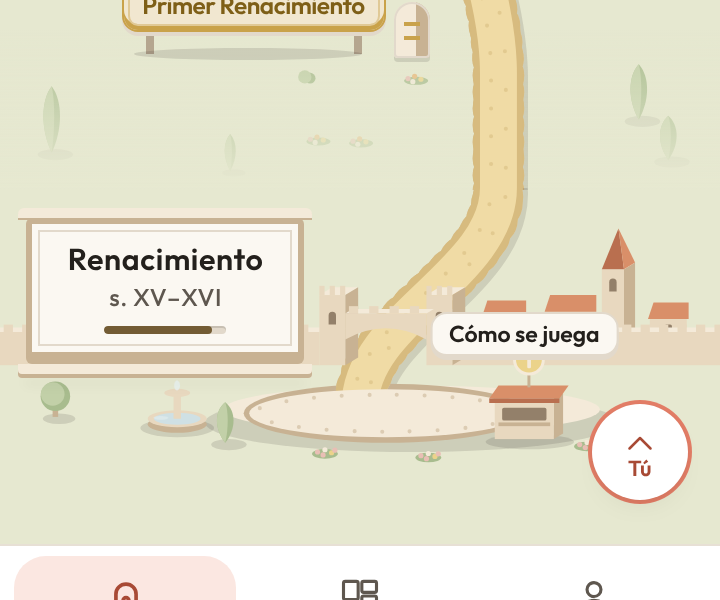 Primer Renacimiento
Renacimiento
s. XV–XVI
Cómo se juega
Tú